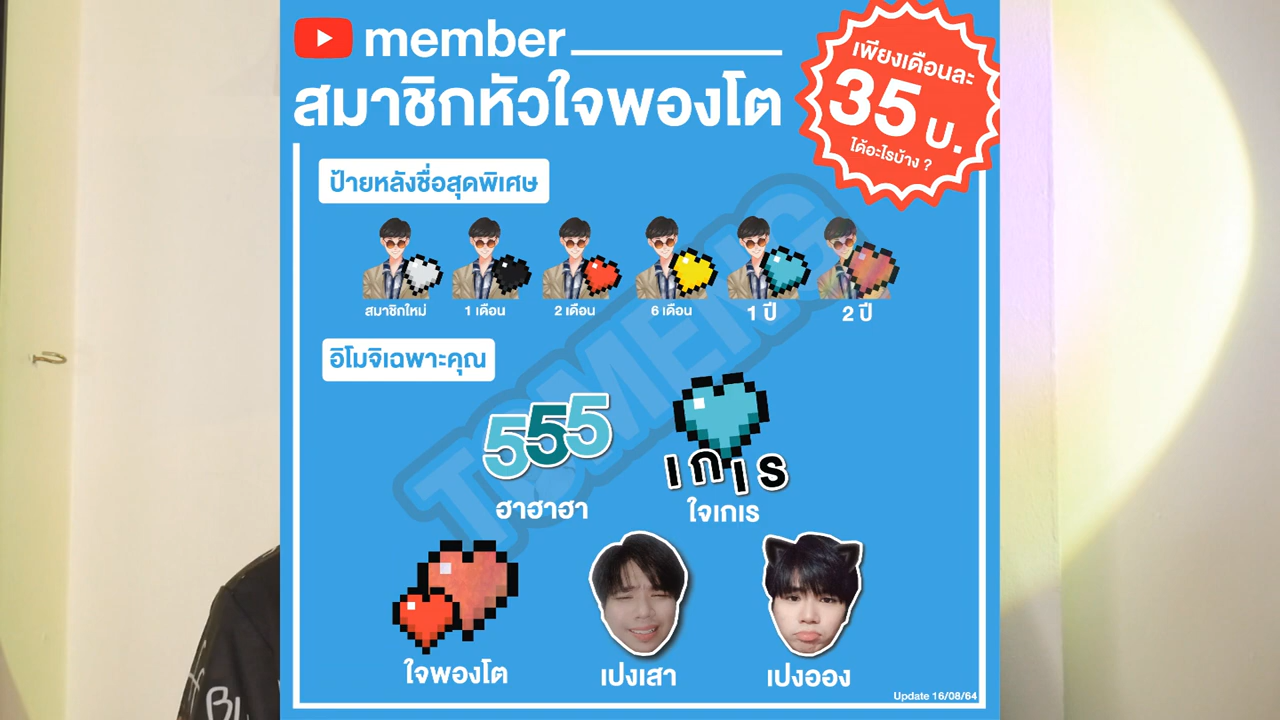 member
สมาชิกหัวใจพองโต
เพียงเดือนละ
35 บ.
ได้อะไรบ้าง ?
ป้ายหลังชื่อสุดพิเศษ
สมาชิกใหม่
1 เดือน
2 เดือน
6 เดือน
1 ปี
2 ปี
อิโมจิเฉพาะคุณ
555
ฮาฮาฮา
เกเร
ใจเกเร
ใจพองโต
เปงเสา
เปงออง
TOMENG
Update 16/08/64